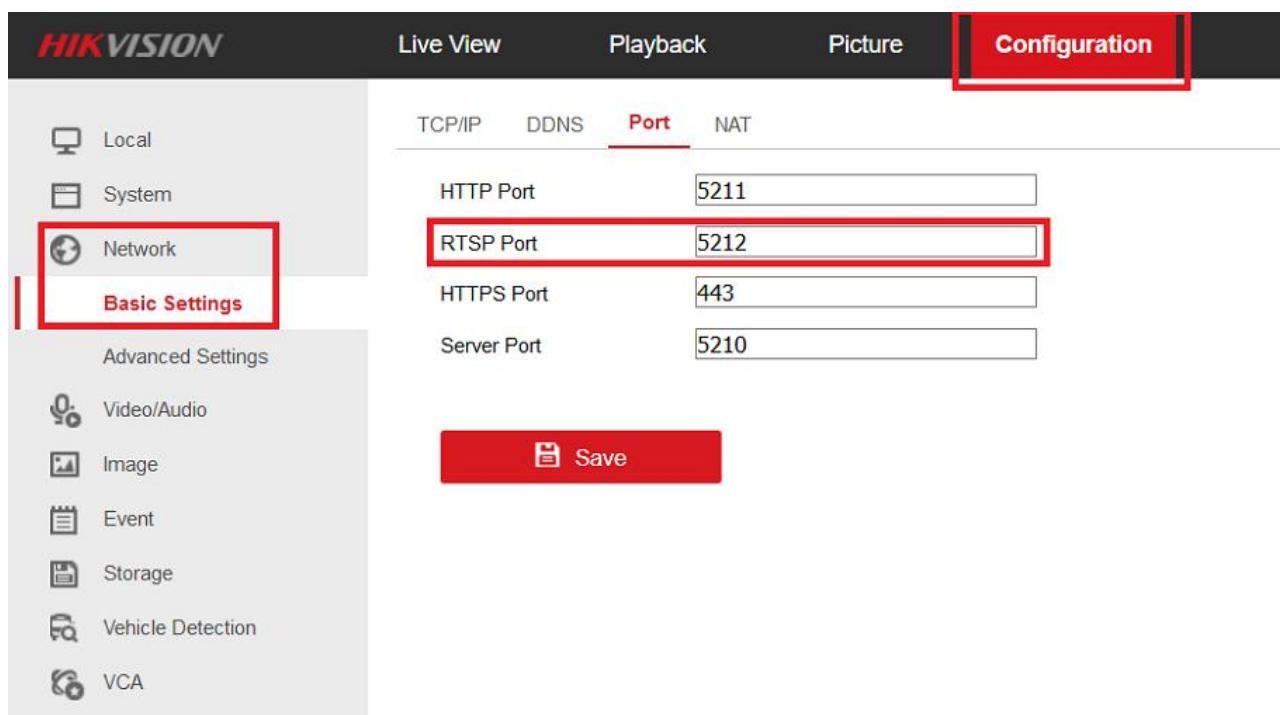 HIKVISION Live View Playback Picture Configuration
TCP/IP DDNS Port NAT
Local
System
Network
Basic Settings
Advanced Settings
Video/Audio
Image
Event
Storage
Vehicle Detection
VCA
HTTP Port 5211
RTSP Port 5212
HTTPS Port 443
Server Port 5210
Save